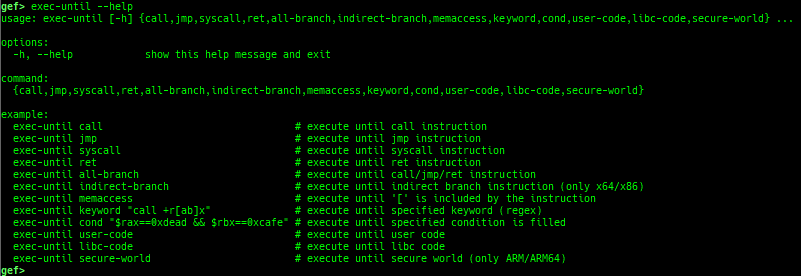 gef> exec-until --help
usage: exec-until [-h] {call,jmp,syscall,ret,all-branch,indirect-branch,memaccess,keyword,cond,user-code,libc-code,secure-world} ...

options:
  -h, --help            show this help message and exit

command:
  {call,jmp,syscall,ret,all-branch,indirect-branch,memaccess,keyword,cond,user-code,libc-code,secure-world}

example:
  exec-until call                                # execute until call instruction
  exec-until jmp                                 # execute until jmp instruction
  exec-until syscall                             # execute until syscall instruction
  exec-until ret                                 # execute until ret instruction
  exec-until all-branch                          # execute until call/jmp/ret instruction
  exec-until indirect-branch                     # execute until indirect branch instruction (only x64/x86)
  exec-until memaccess                           # execute until '[' is included by the instruction
  exec-until keyword "call +r[ab]x"              # execute until specified keyword (regex)
  exec-until cond "$rax==0xdead && $rbx==0xcafe" # execute until specified condition is filled
  exec-until user-code                           # execute until user code
  exec-until libc-code                           # execute until libc code
  exec-until secure-world                        # execute until secure world (only ARM/ARM64)
gef>